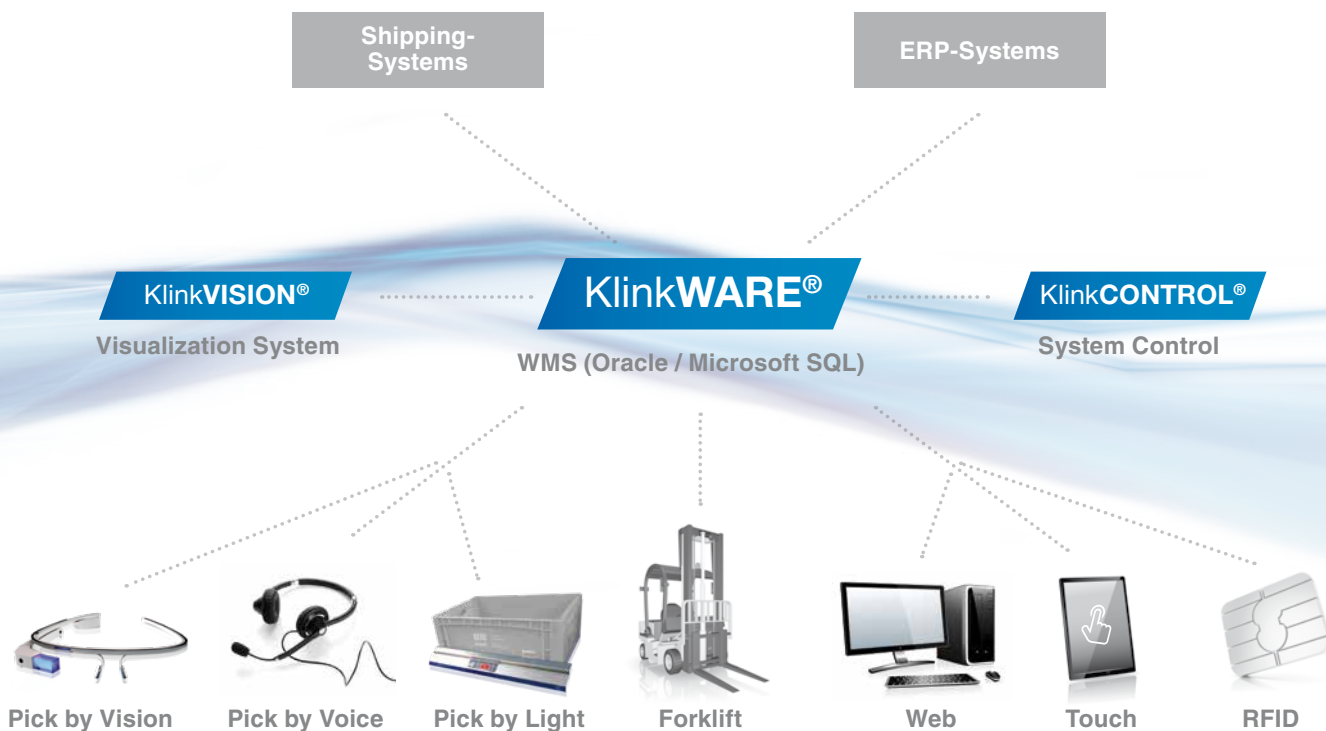 Shipping-
Systems
ERP-Systems
KlinkVISION®
KlinkWARE®
KlinkCONTROL®
Visualization System
WMS (Oracle / Microsoft SQL)
System Control
Pick by Vision
Pick by Voice
Pick by Light
Forklift
Web
Touch
RFID